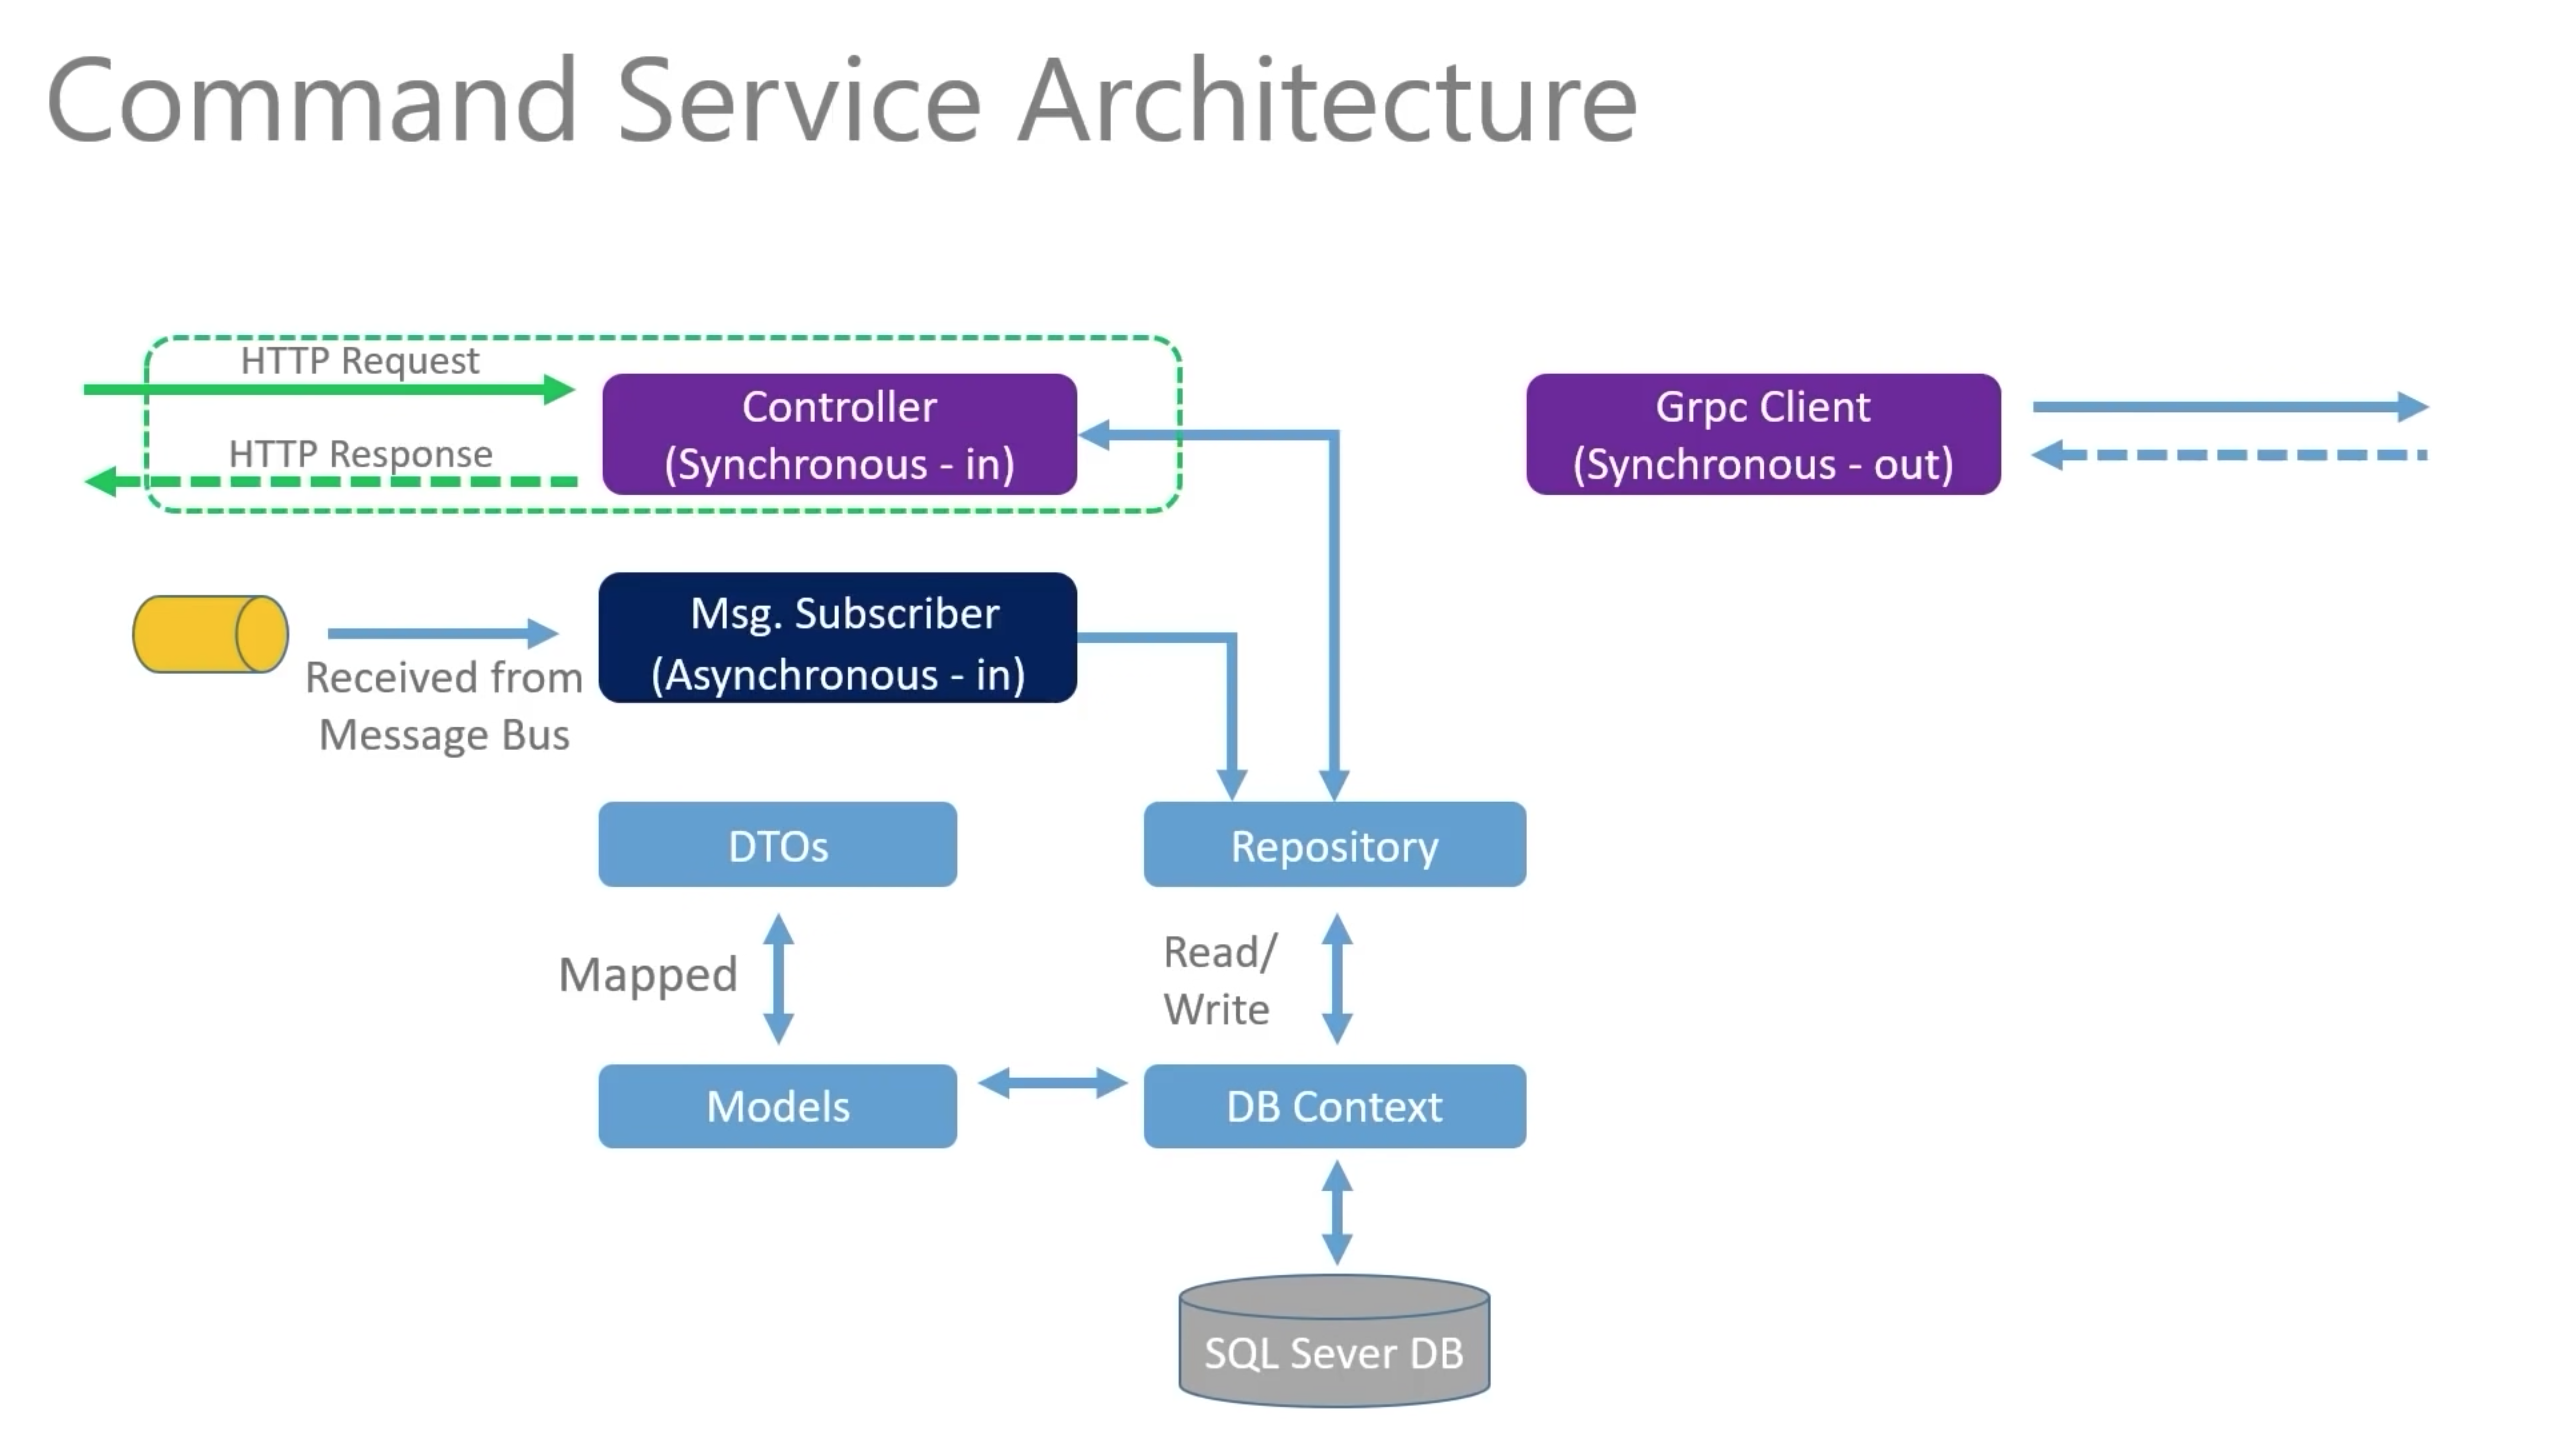 Command Service Architecture
HTTP Request
HTTP Response
Controller
(Synchronous - in)
Grpc Client
(Synchronous - out)
Msg. Subscriber
(Asynchronous - in)
Received from
Message Bus
DTOs
Repository
Mapped
Read/
Write
Models
DB Context
SQL Sever DB